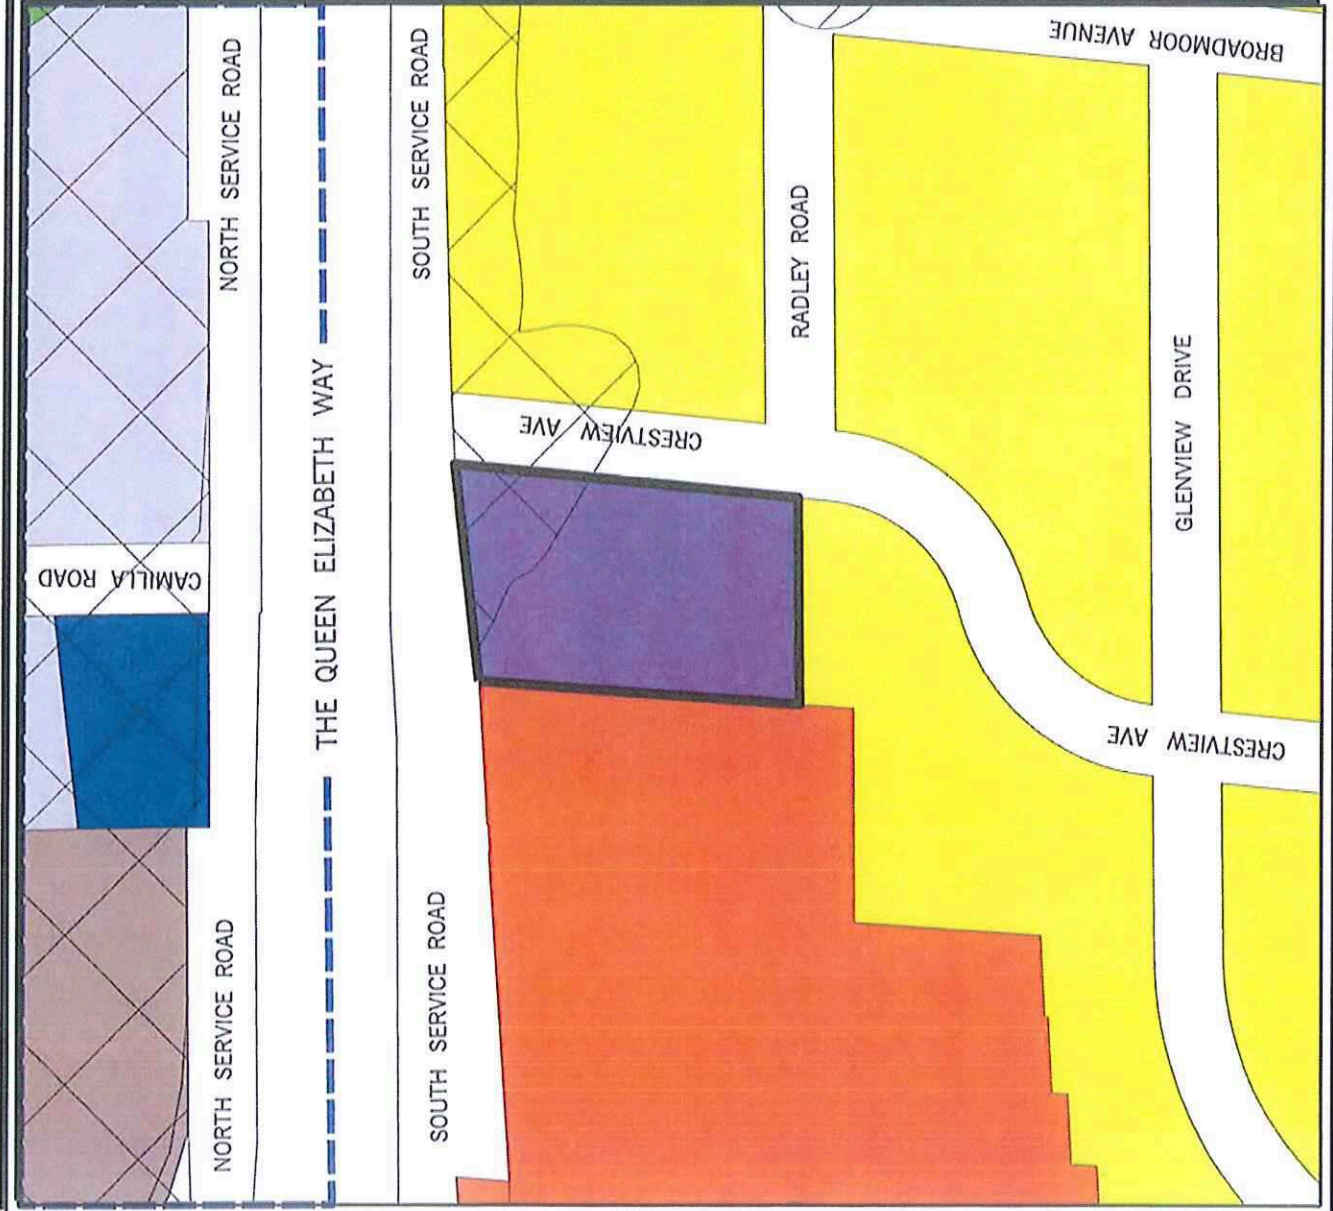 BROADMOOR AVENUE
NORTH SERVICE ROAD
SOUTH SERVICE ROAD
RADLEY ROAD
GLENVIEW DRIVE
THE QUEEN ELIZABETH WAY
CRESTVIEW AVE
CAMILLA ROAD
CRESTVIEW AVE
NORTH SERVICE ROAD
SOUTH SERVICE ROAD